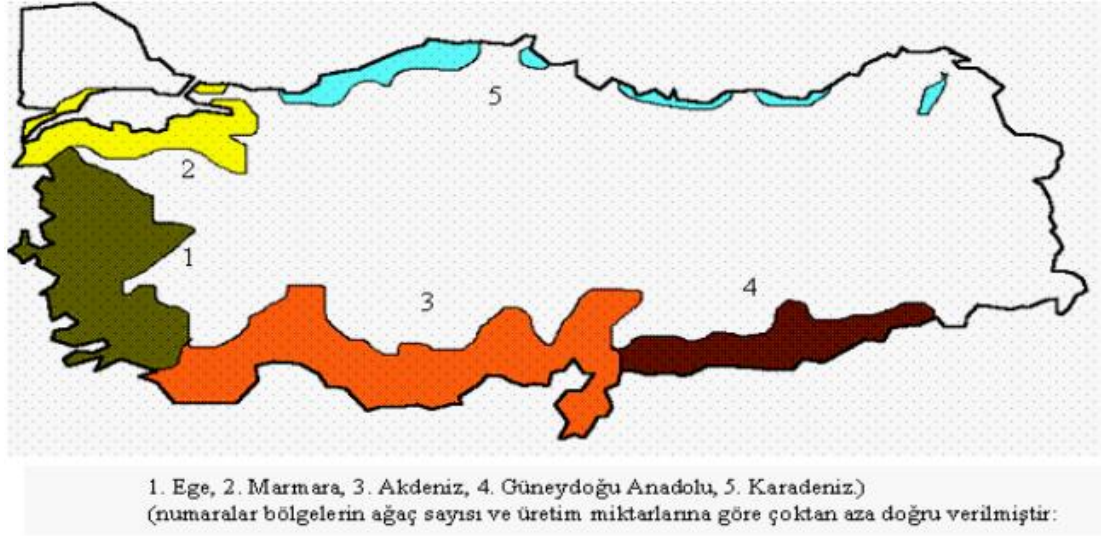 5
2
1
3
4
1. Ege, 2. Marmara, 3. Akdeniz, 4. Güneydoğu Anadolu, 5. Karadeniz.)
(numaralar bölgelerin ağaç sayısı ve üretim miktarlarına göre çoktan aza doğru verilmiştir: